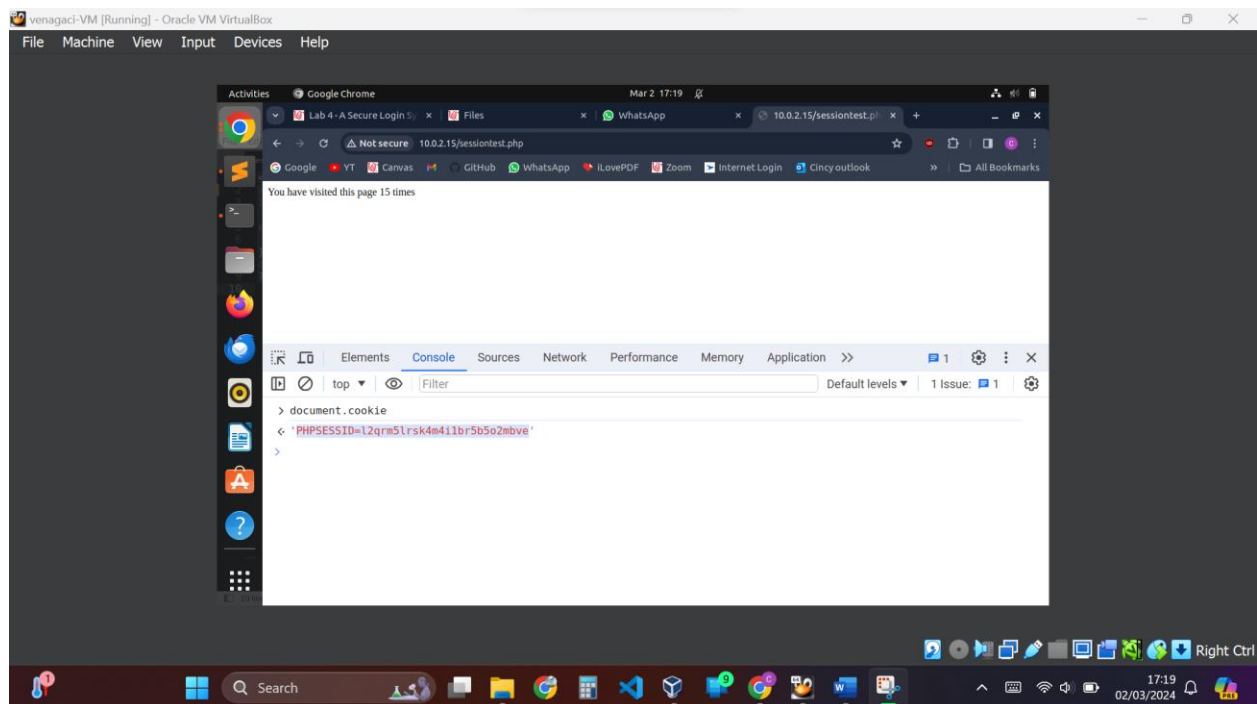 venagaci-VM [Running] - Oracle VM VirtualBox
File Machine View Input Devices Help
Activities Google Chrome Mar 2 17:19
Lab 4 - A Secure Login Sy Files WhatsApp 10.0.2.15/sessiontest.ph
Not secure 10.0.2.15/sessiontest.php
Google YT Canvas GitHub WhatsApp iLovePDF Zoom Internet Login Cincy outlook » All Bookmarks
You have visited this page 15 times
Elements Console Sources Network Performance Memory Application >> 1
top Filter Default levels 1 Issue: 1
> document.cookie
'PHPSESSID=l2qrm5lrsk4m4i1br5b5o2mbve'
>
Right Ctrl
Search 9 17:19
02/03/2024